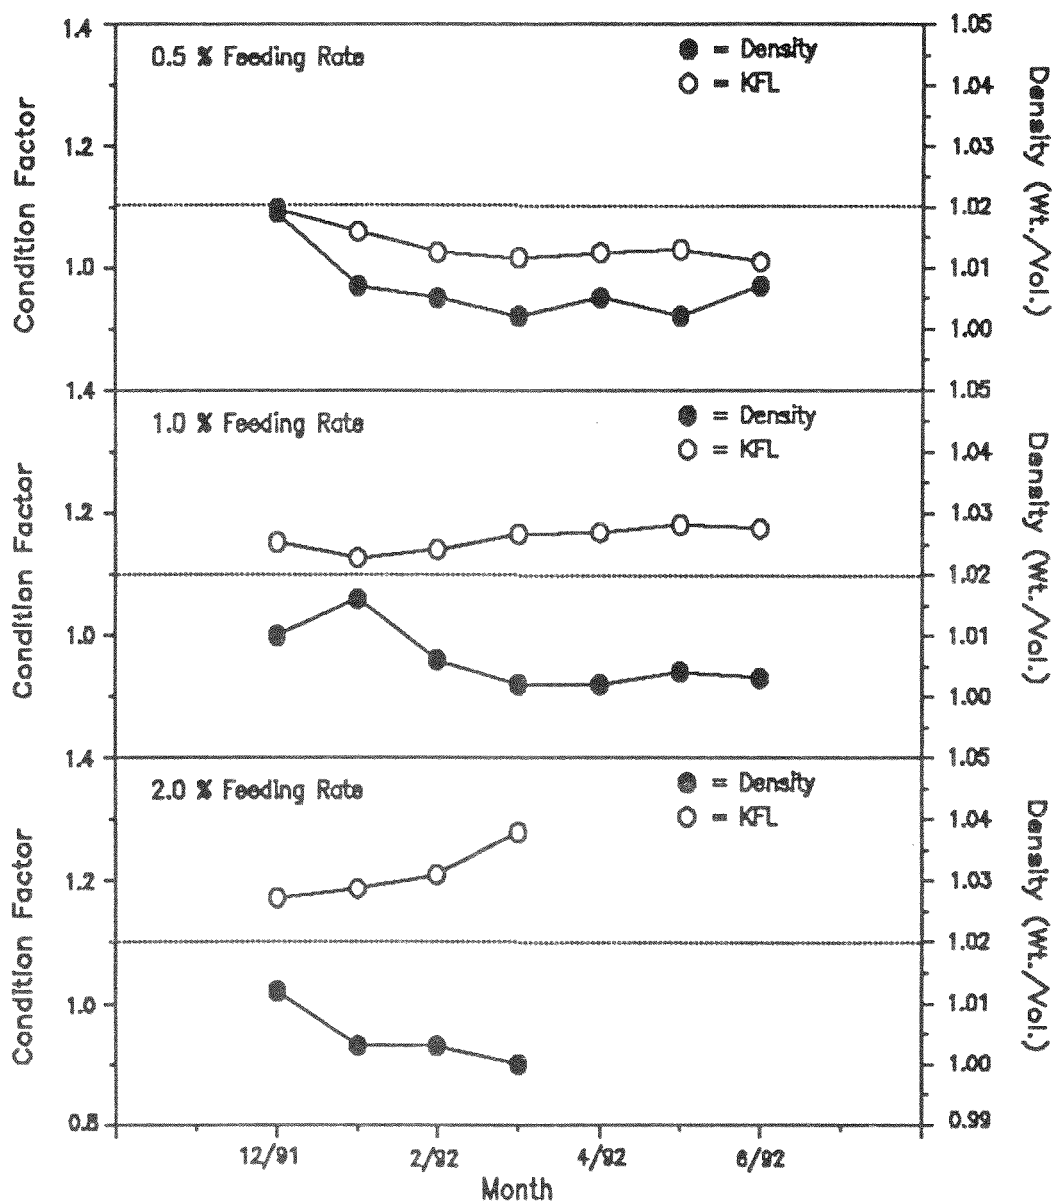 1.4
1.2
1.0
Condition Factor
0.5 % Feeding Rate
● = Density
○ = KFL
1.05
1.04
1.03
1.02
1.01
1.00
Density (Wt./Vol.)
1.4
1.2
1.0
Condition Factor
1.0 % Feeding Rate
● = Density
○ = KFL
1.05
1.04
1.03
1.02
1.01
1.00
Density (Wt./Vol.)
1.4
1.2
1.0
0.8
Condition Factor
2.0 % Feeding Rate
● = Density
○ = KFL
1.05
1.04
1.03
1.02
1.01
1.00
0.99
Density (Wt./Vol.)
12/91 2/92 4/92 6/92
Month